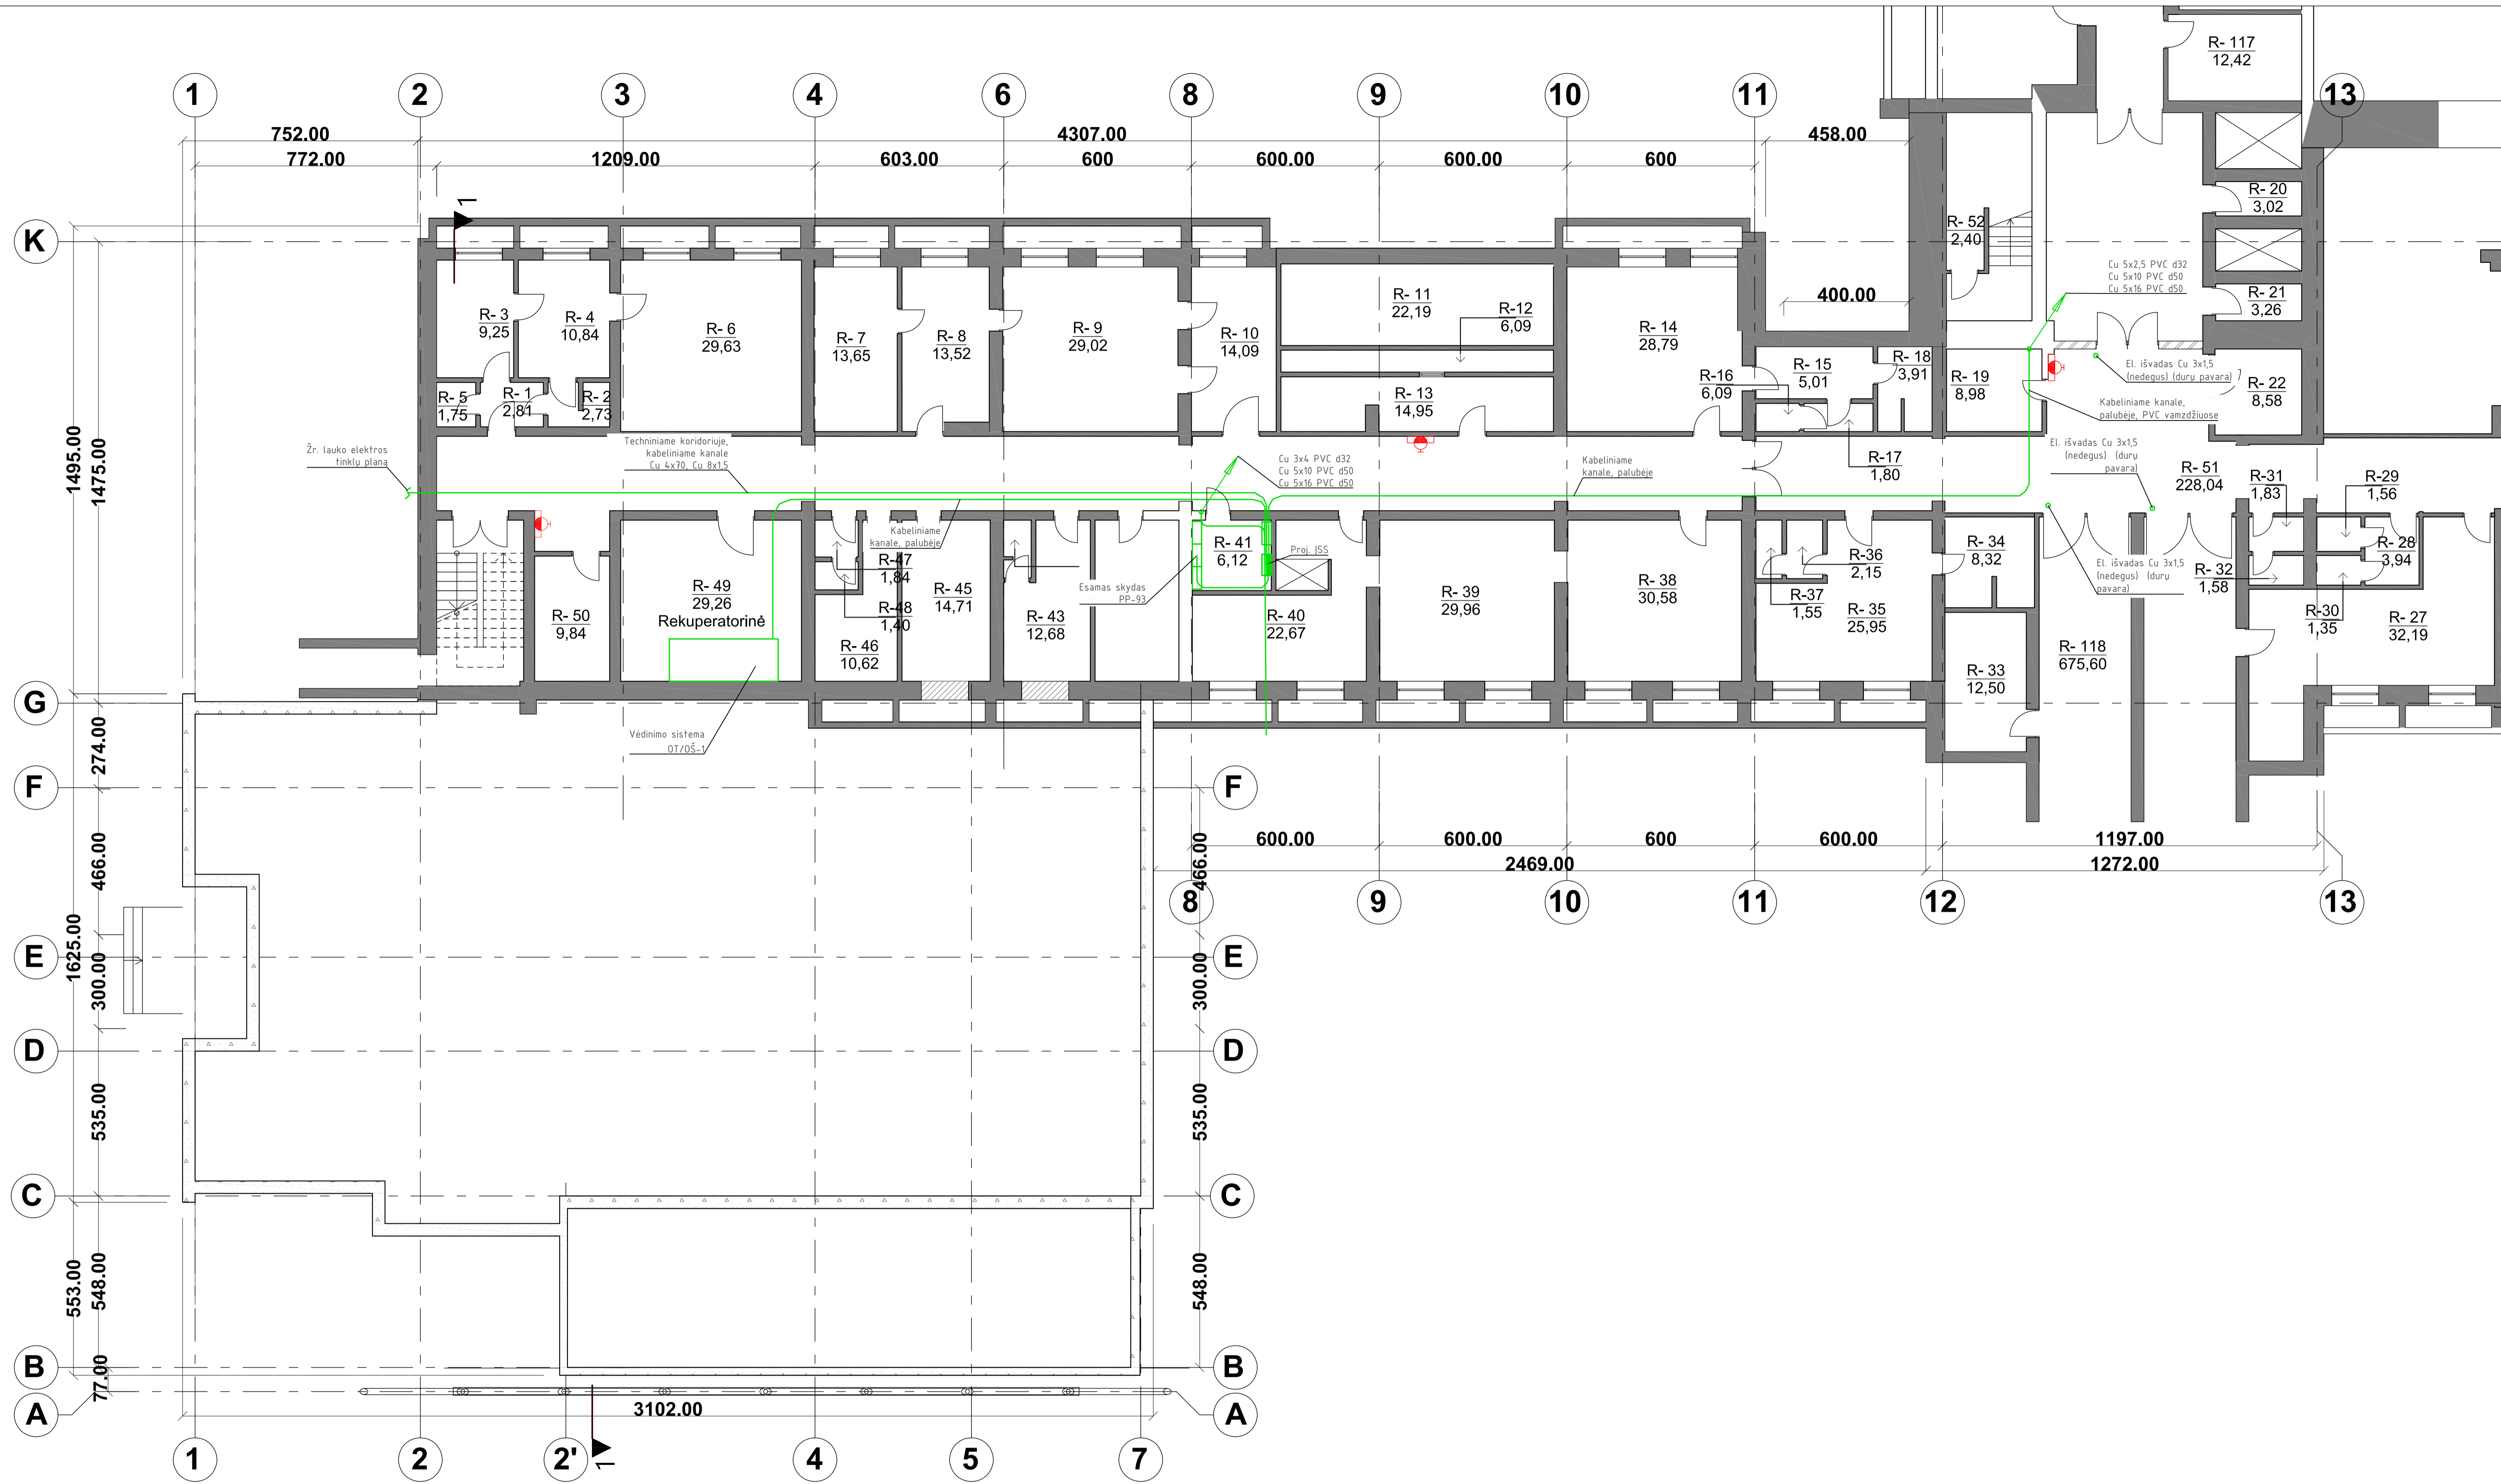 R- 117
12,42
1
2
3
4
6
8
9
10
11
13
752.00
4307.00
458.00
772.00
1209.00
603.00
600
600.00
600.00
600
1
K
R- 20
3,02
R- 52
2,40
Cu 5x2,5 PVC d32
Cu 5x10 PVC d50
Cu 5x16 PVC d50
R- 21
3,26
400.00
R- 3
9,25
R- 4
10,84
R- 6
29,63
R- 7
13,65
R- 8
13,52
R- 9
29,02
R- 10
14,09
R- 11
22,19
R-12
6,09
R- 14
28,79
R- 13
14,95
R-16
6,09
R- 15
5,01
R- 18
3,91
R- 19
8,98
El. išvadas Cu 3x1,5
(nedegus) (durų pavara)
R- 22
8,58
R- 5
1,75
R- 1
2,81
R- 2
2,73
Kabeliniame kanale,
palubėje, PVC vamzdžiuose
1495.00
1475.00
Žr. lauko elektros
tinklų planą
Techniniame koridoriuje,
kabeliniame kanale
Cu 4x70, Cu 8x1,5
Cu 3x4 PVC d32
Cu 5x10 PVC d50
Cu 5x16 PVC d50
Kabeliniame
kanale, palubėje
R-17
1,80
El. išvadas Cu 3x1,5
(nedegus) (durų
pavara)
R- 51
228,04
R-31
1,83
R-29
1,56
Kabeliniame
kanale, palubėje
R- 41
6,12
Proj. ĮSS
Esamas skydas
PP-93
R- 50
9,84
R- 49
29,26
Rekuperatorinė
R-47
1,84
R-48
1,40
R- 46
10,62
R- 45
14,71
R- 43
12,68
R- 40
22,67
R- 39
29,96
R- 38
30,58
R-37
1,55
R-36
2,15
R- 35
25,95
R- 34
8,32
El. išvadas Cu 3x1,5
(nedegus) (durų
pavara)
R- 32
1,58
R- 28
3,94
R-30
1,35
R- 27
32,19
R- 33
12,50
R- 118
675,60
G
Vėdinimo sistema
OT/OŠ-1
274.00
F
F
466.00
466.00
600.00
600.00
600
600.00
1197.00
2469.00
1272.00
8
9
10
11
12
13
1625.00
E
E
300.00
300.00
D
D
535.00
535.00
C
C
553.00
548.00
548.00
B
B
77.00
A
A
3102.00
1
1
2
2'
4
5
7